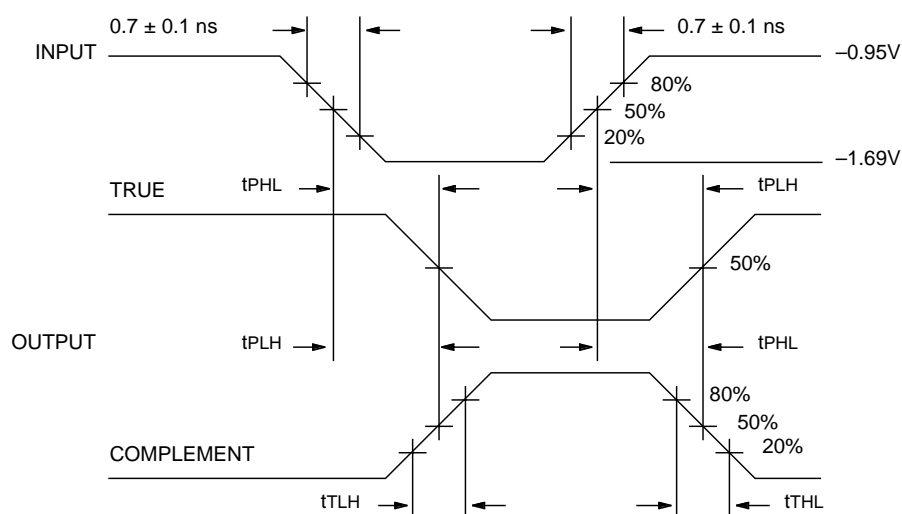 0.7 ± 0.1 ns
0.7 ± 0.1 ns
INPUT
–0.95V
80%
50%
20%
–1.69V
tPHL
tPLH
TRUE
50%
OUTPUT
tPLH
tPHL
80%
50%
COMPLEMENT
20%
tTLH
tTHL